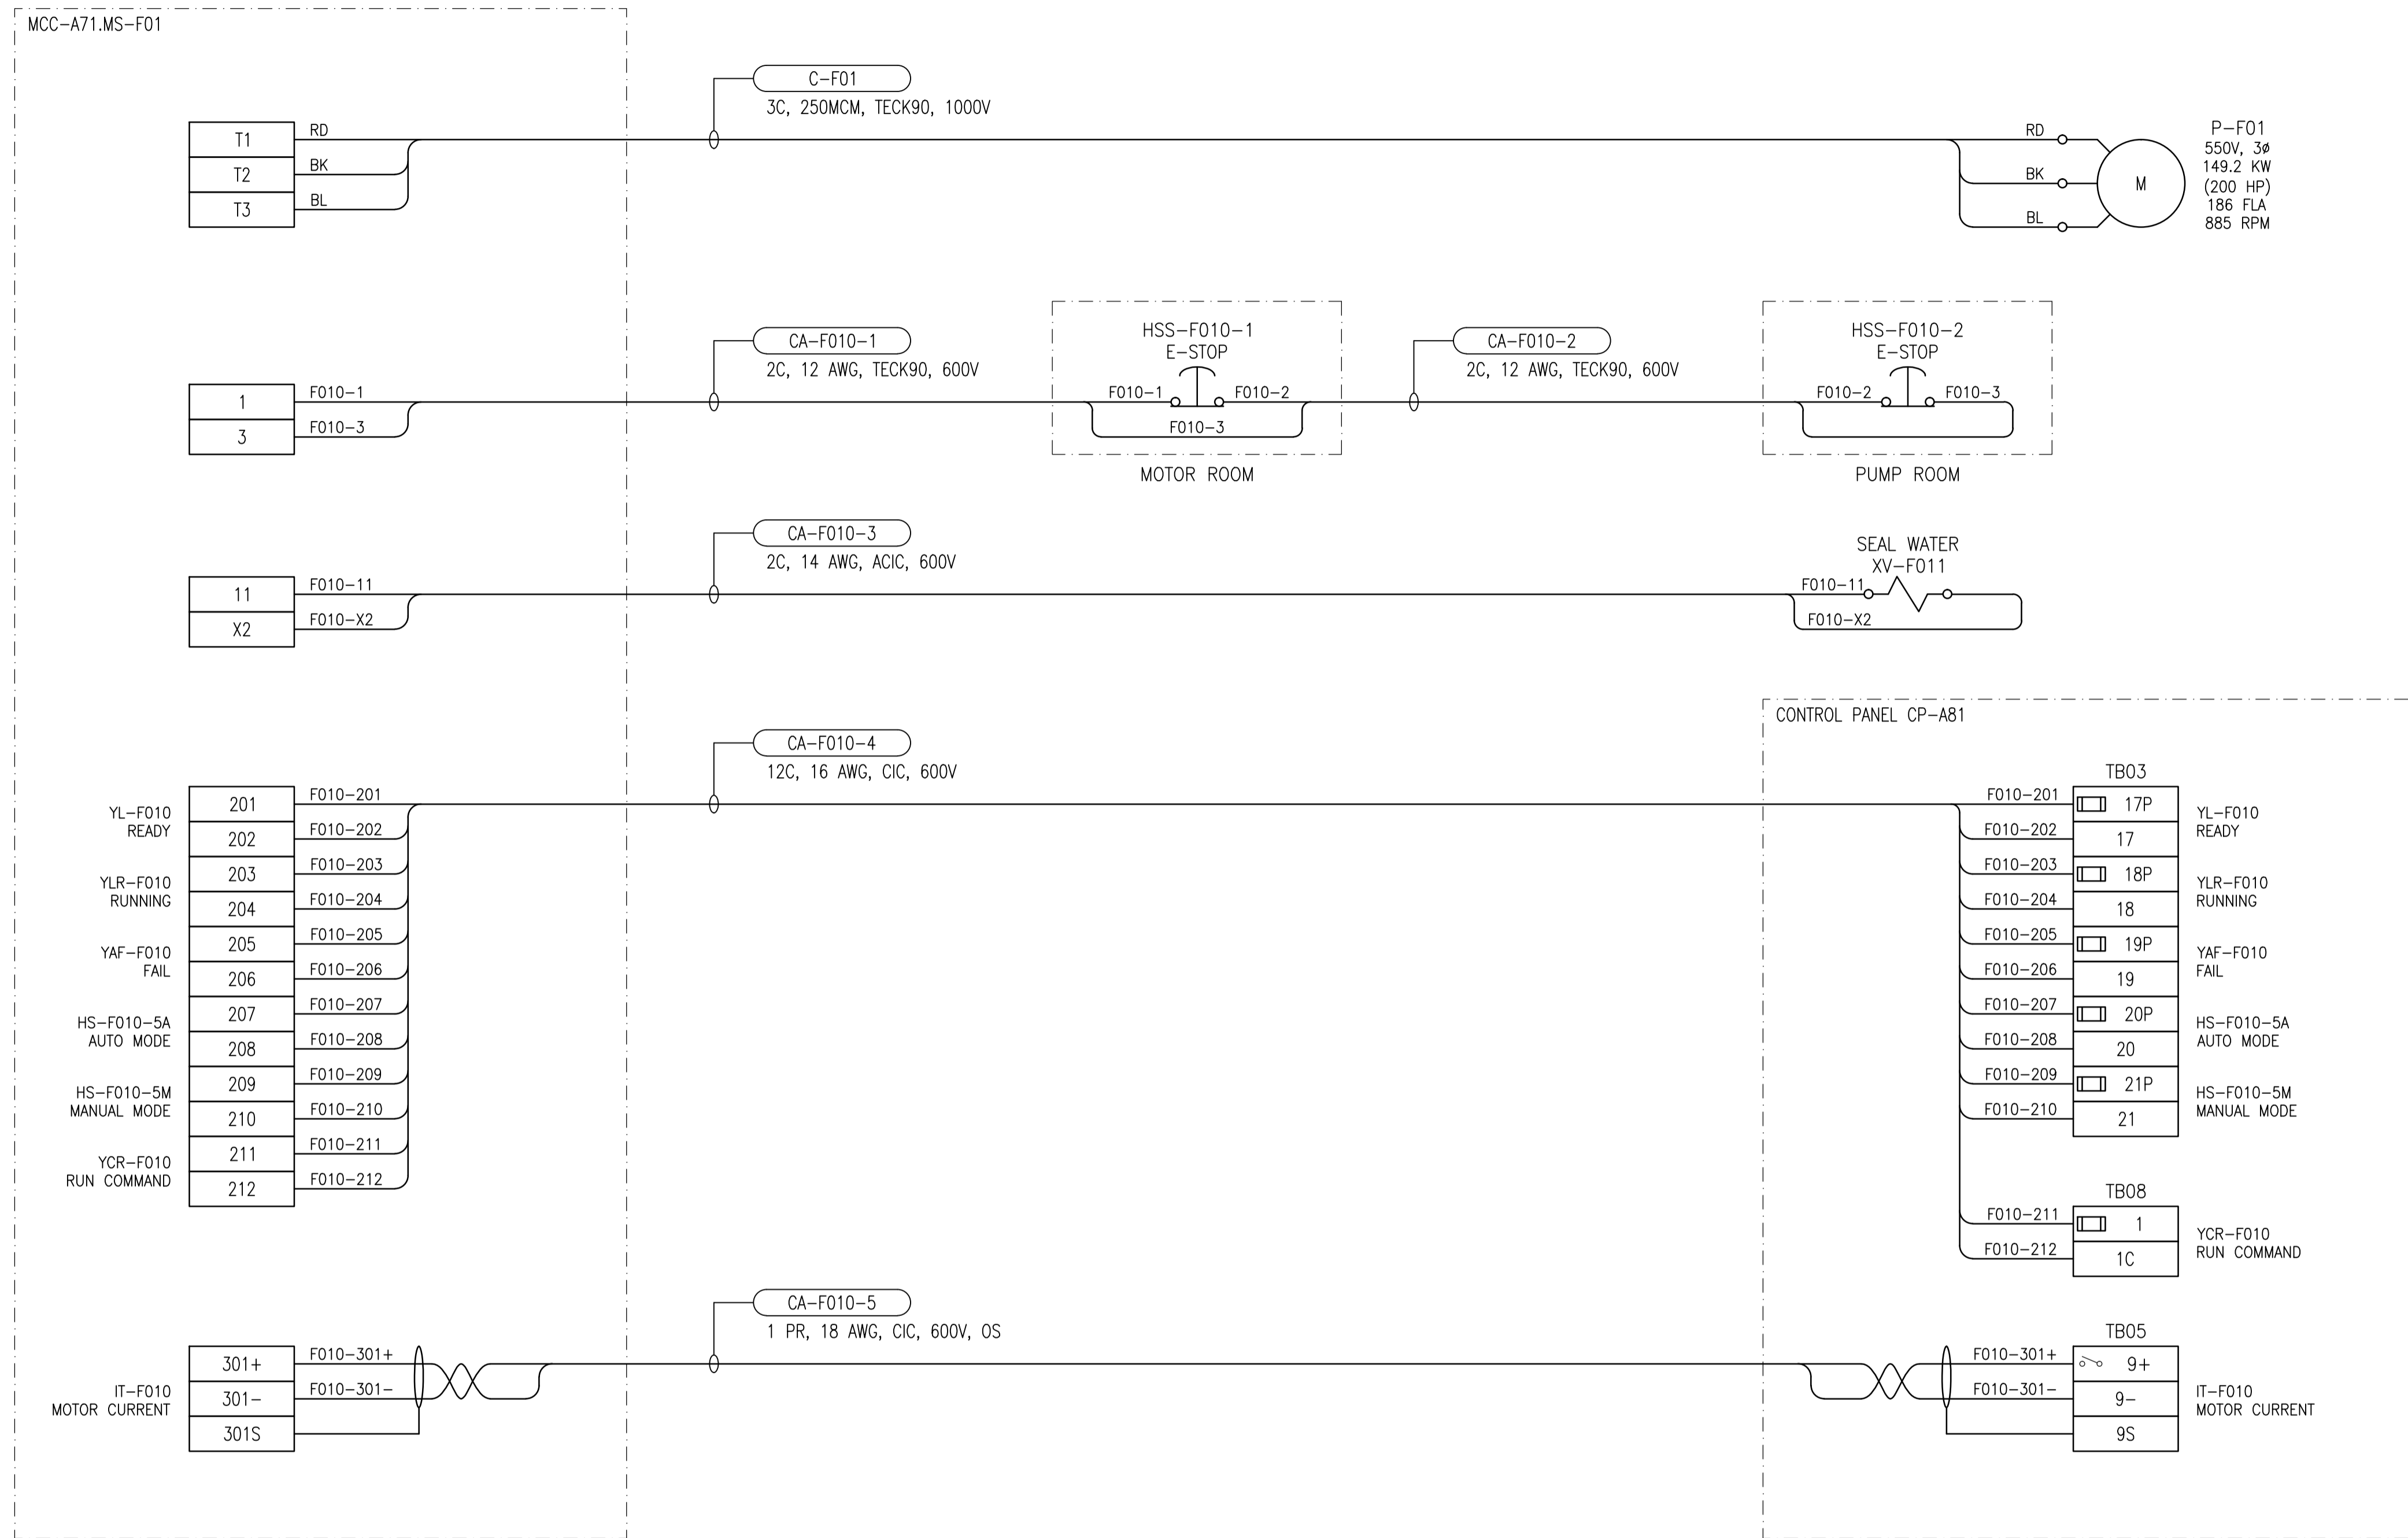 MCC-A71.MS-F01
C-F01
3C, 250MCM, TECK90, 1000V
T1
RD
T2
BK
T3
BL
RD
BK
BL
M
P-F01
550V, 3ø
149.2 KW
(200 HP)
186 FLA
885 RPM
1
F010-1
3
F010-3
CA-F010-1
2C, 12 AWG, TECK90, 600V
HSS-F010-1
E-STOP
F010-1
F010-2
F010-3
MOTOR ROOM
CA-F010-2
2C, 12 AWG, TECK90, 600V
HSS-F010-2
E-STOP
F010-2
F010-3
PUMP ROOM
11
F010-11
X2
F010-X2
CA-F010-3
2C, 14 AWG, ACIC, 600V
SEAL WATER
XV-F011
F010-11
F010-X2
CA-F010-4
12C, 16 AWG, CIC, 600V
YL-F010
READY
YLR-F010
RUNNING
YAF-F010
FAIL
HS-F010-5A
AUTO MODE
HS-F010-5M
MANUAL MODE
YCR-F010
RUN COMMAND
201
202
203
204
205
206
207
208
209
210
211
212
F010-201
F010-202
F010-203
F010-204
F010-205
F010-206
F010-207
F010-208
F010-209
F010-210
F010-211
F010-212
CONTROL PANEL CP-A81
TB03
F010-201
F010-202
F010-203
F010-204
F010-205
F010-206
F010-207
F010-208
F010-209
F010-210
17P
17
18P
18
19P
19
20P
20
21P
21
YL-F010
READY
YLR-F010
RUNNING
YAF-F010
FAIL
HS-F010-5A
AUTO MODE
HS-F010-5M
MANUAL MODE
TB08
F010-211
F010-212
1
1C
YCR-F010
RUN COMMAND
CA-F010-5
1 PR, 18 AWG, CIC, 600V, OS
IT-F010
MOTOR CURRENT
301+
301-
301S
F010-301+
F010-301-
TB05
F010-301+
F010-301-
9+
9-
9S
IT-F010
MOTOR CURRENT